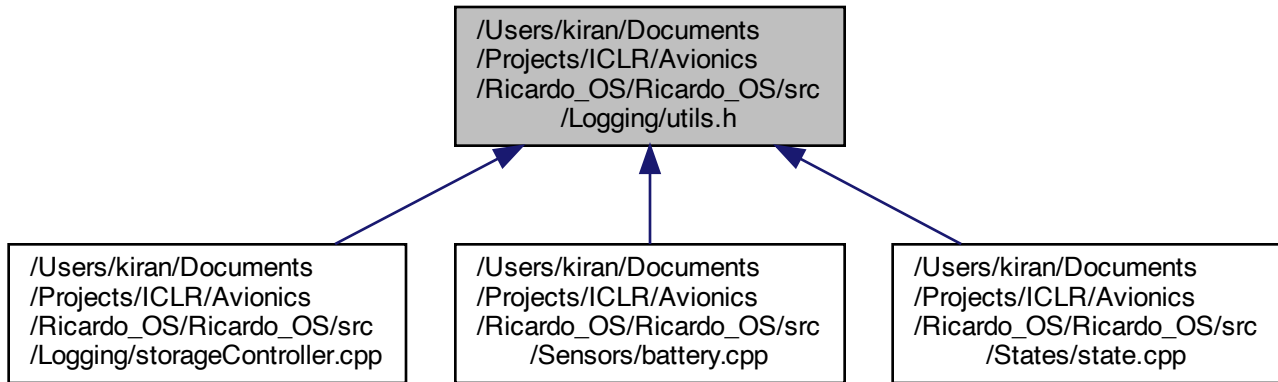 /Users/kiran/Documents
/Projects/ICLR/Avionics
/Ricardo_OS/Ricardo_OS/src
/Logging/utils.h
/Users/kiran/Documents
/Projects/ICLR/Avionics
/Ricardo_OS/Ricardo_OS/src
/Logging/storageController.cpp
/Users/kiran/Documents
/Projects/ICLR/Avionics
/Ricardo_OS/Ricardo_OS/src
/Sensors/battery.cpp
/Users/kiran/Documents
/Projects/ICLR/Avionics
/Ricardo_OS/Ricardo_OS/src
/States/state.cpp